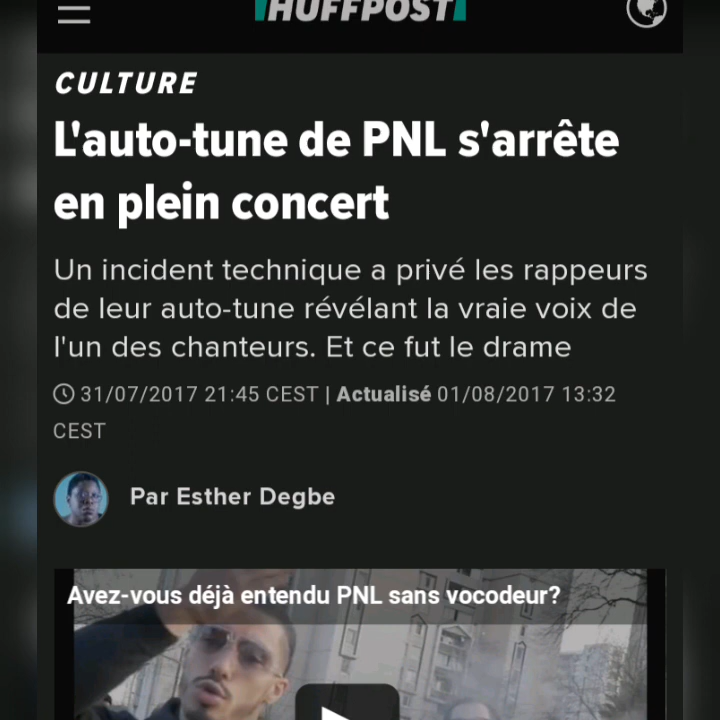 HUFFPOST
CULTURE
L'auto-tune de PNL s'arrête
en plein concert
Un incident technique a privé les rappeurs
de leur auto-tune révélant la vraie voix de
l'un des chanteurs. Et ce fut le drame
31/07/2017 21:45 CEST | Actualisé 01/08/2017 13:32
CEST
Par Esther Degbe
Avez-vous déjà entendu PNL sans vocodeur?